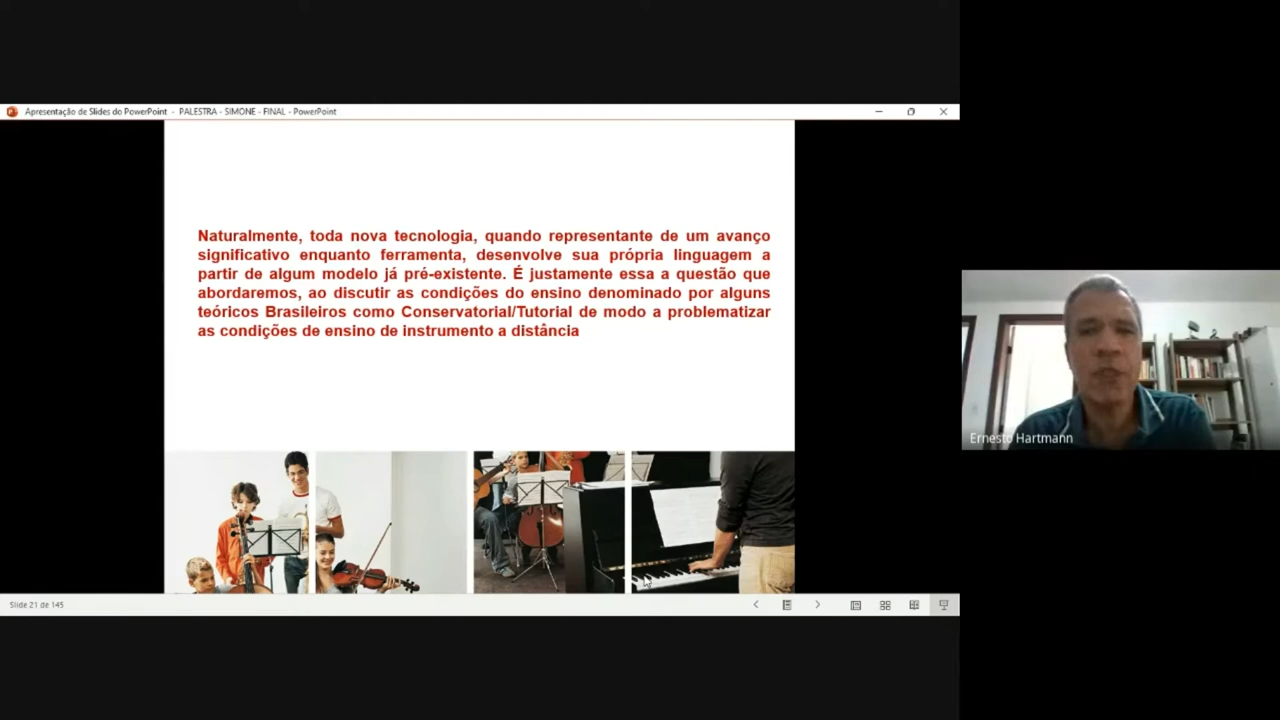 Apresentação de Slides do PowerPoint - PALESTRA - SIMONE - FINAL - PowerPoint
Naturalmente, toda nova tecnologia, quando representante de um avanço
significativo enquanto ferramenta, desenvolve sua própria linguagem a
partir de algum modelo já pré-existente. É justamente essa a questão que
abordaremos, ao discutir as condições do ensino denominado por alguns
teóricos Brasileiros como Conservatorial/Tutorial de modo a problematizar
as condições de ensino de instrumento a distância
Ernesto Hartmann
Slide 21 de 145